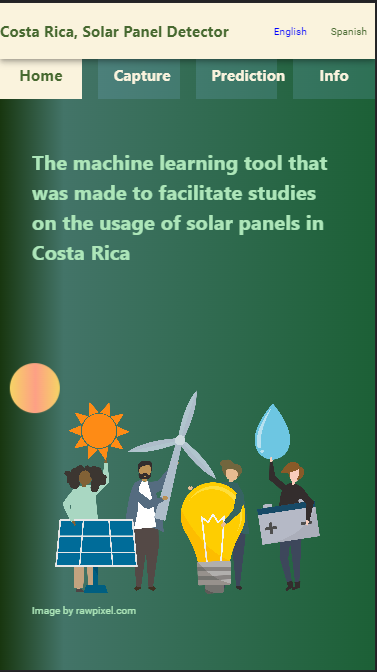 Costa Rica, Solar Panel Detector
English Spanish
Home Capture Prediction Info
The machine learning tool that
was made to facilitate studies
on the usage of solar panels in
Costa Rica
Image by rawpixel.com